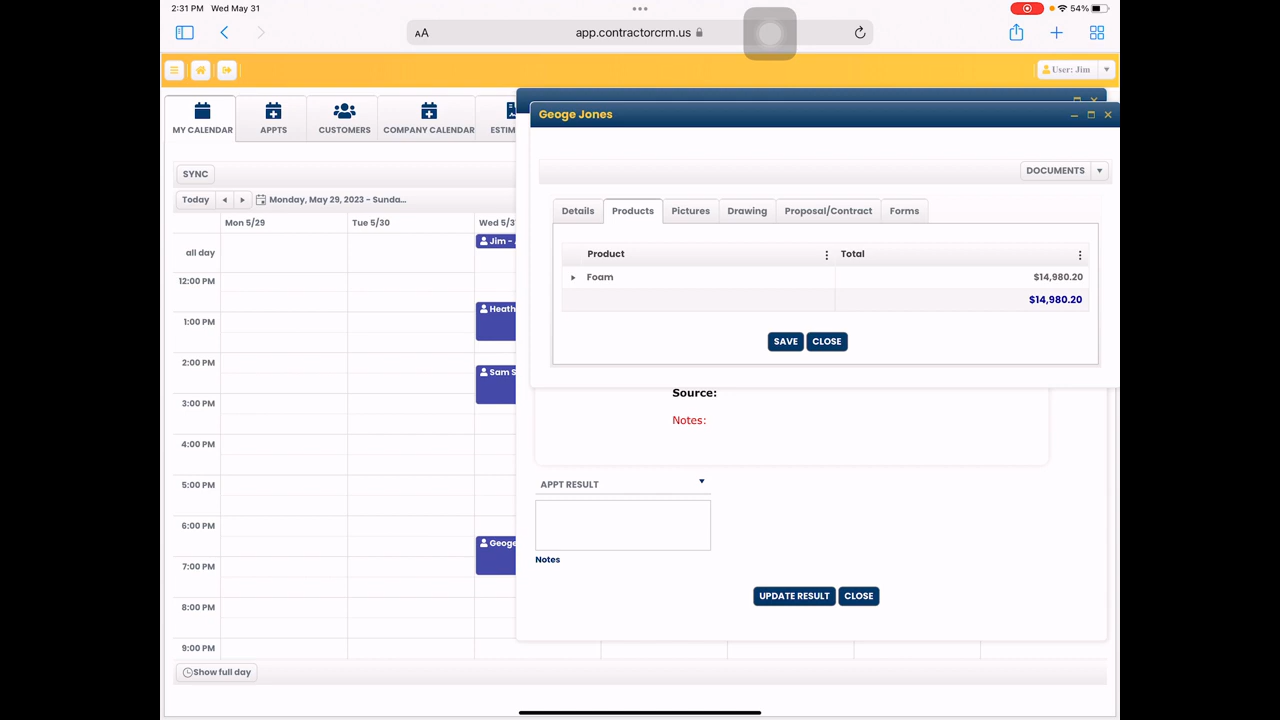 2:31 PM Wed May 31
54%
AA app.contractorcrm.us
User: Jim
MY CALENDAR APPTS CUSTOMERS COMPANY CALENDAR ESTIM
Geoge Jones
SYNC
DOCUMENTS
Today Monday, May 29, 2023 - Sunda...
Details Products Pictures Drawing Proposal/Contract Forms
Mon 5/29 Tue 5/30 Wed 5/3
Jim -
all day
Product Total
Foam $14,980.20
$14,980.20
12:00 PM
Heath
1:00 PM
SAVE CLOSE
2:00 PM
Sam S
3:00 PM
Source:
Notes:
4:00 PM
5:00 PM
APPT RESULT
6:00 PM
Geoge
Notes
7:00 PM
UPDATE RESULT CLOSE
8:00 PM
9:00 PM
Show full day